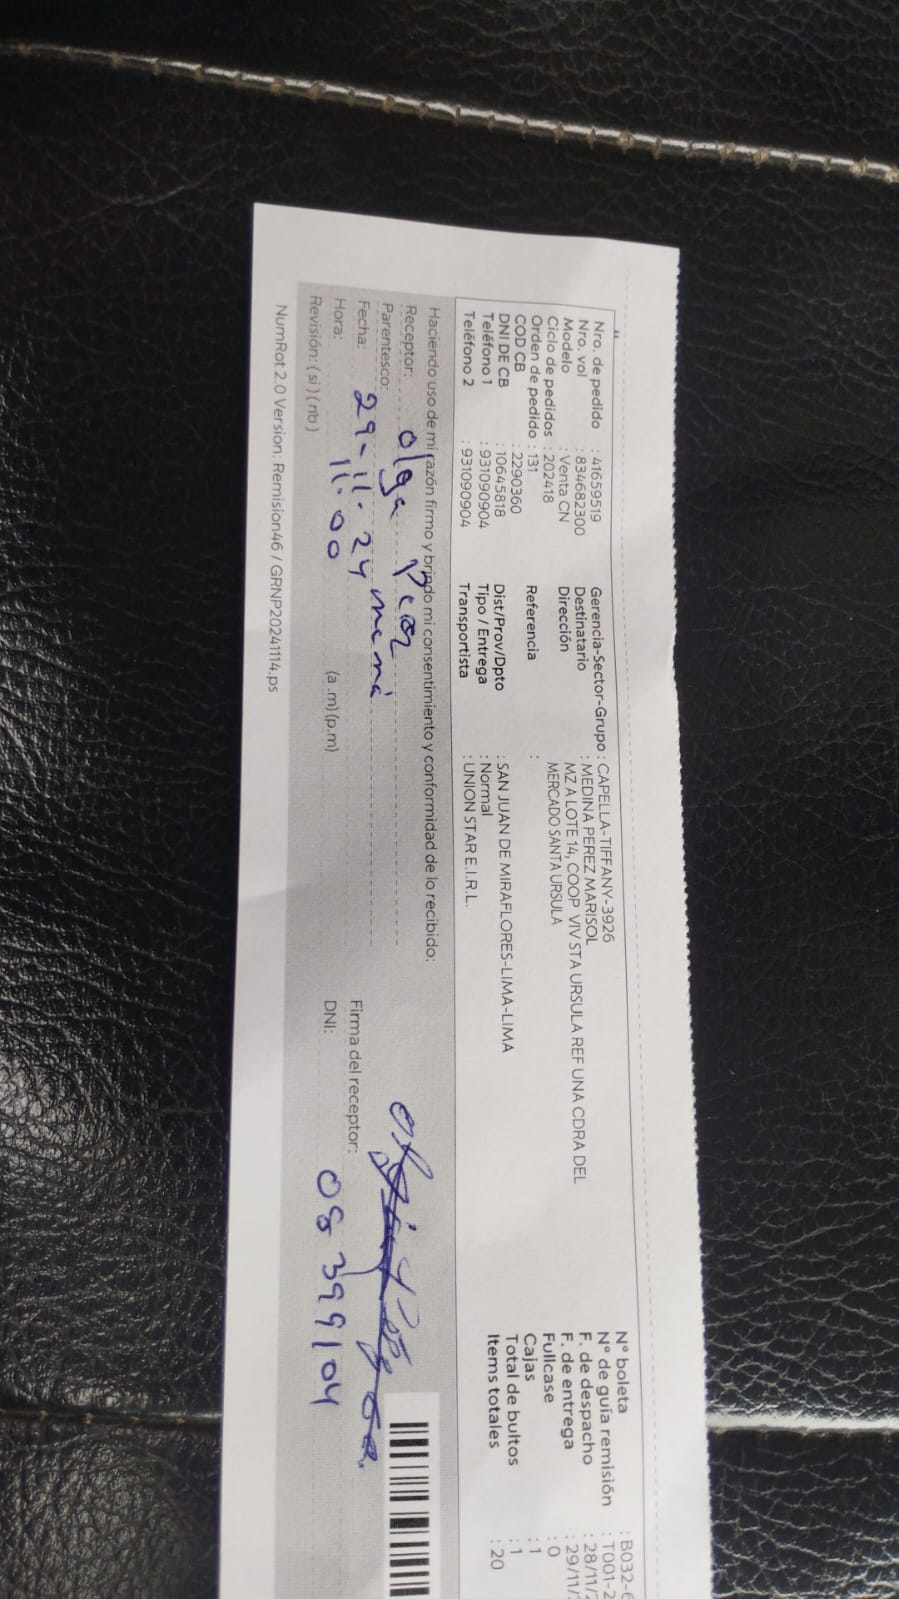 Nro. de pedido : 41659519
Nro. vol : 834682300
Modelo : Venta CN
Ciclo de pedidos : 202418
Orden de pedido : 131
COD CB : 2290360
DNI DE CB : 10645818
Teléfono 1 : 931090904
Teléfono 2 : 931090904
Gerencia-Sector-Grupo : CAPELLA-TIFFANY-3926
Destinatario : MEDINA PEREZ MARISOL
Dirección : MZ A LOTE 14, COOP VIV STA URSULA REF UNA CDRA DEL
MERCADO SANTA URSULA
Referencia :
Dist/Prov/Dpto : SAN JUAN DE MIRAFLORES-LIMA-LIMA
Tipo / Entrega : Normal
Transportista : UNION STAR E.I.R.L.
N° boleta : B032-6
N° de guía remisión : T001-2
F. de despacho : 28/11/2
F. de entrega : 29/11/
Fullcase : 0
Cajas : 1
Total de bultos : 1
Items totales : 20
Haciendo uso de mi razón firmo y brindo mi consentimiento y conformidad de lo recibido:
Receptor: Olga
Parentesco: mamá
Fecha: 29-11-24
Hora: 11:00 (a .m) (p.m)
Revisión: ( si ) ( no )
Firma del receptor:
DNI: 08399104
NumRot 2.0 Version: Remision46 / GRNP20241114.ps